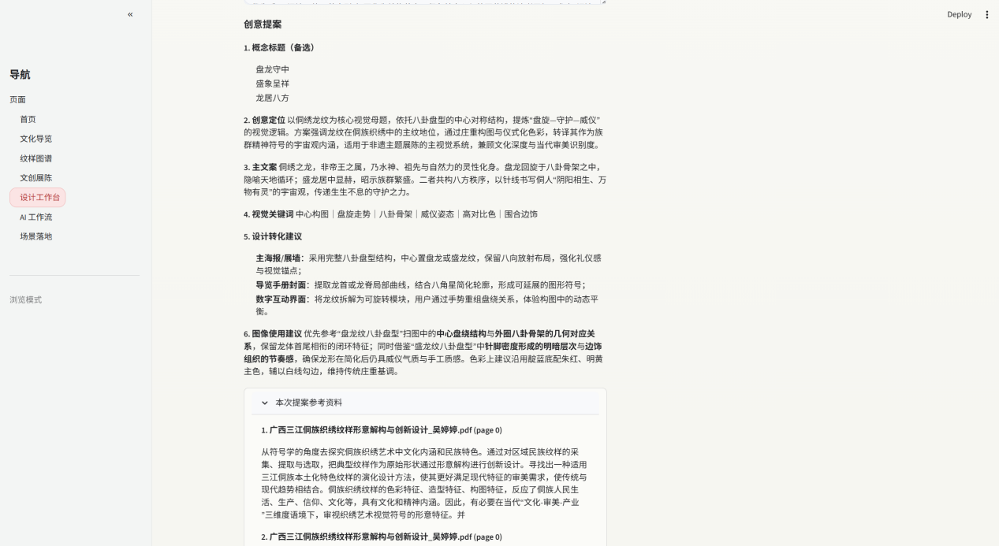 «
Deploy
导航
页面
首页
文化导览
纹样图谱
文创展陈
设计工作台
AI 工作流
场景落地
浏览模式
创意提案
1. 概念标题（备选）
盘龙守中
盛象呈祥
龙居八方
2. 创意定位 以侗绣龙纹为核心视觉母题，依托八卦盘型的中心对称结构，提炼“盘旋—守护—威仪”
的视觉逻辑。方案强调龙纹在侗族织绣中的主纹地位，通过庄重构图与仪式化色彩，转译其作为族
群精神符号的宇宙观内涵，适用于非遗主题展陈的主视觉系统，兼顾文化深度与当代审美识别度。
3. 主文案 侗绣之龙，非帝王之属，乃水神、祖先与自然力的灵性化身。盘龙回旋于八卦骨架之中，
隐喻天地循环；盛龙居中显赫，昭示族群繁盛。二者共构八方秩序，以针线书写侗人“阴阳相生、万
物有灵”的宇宙观，传递生生不息的守护之力。
4. 视觉关键词 中心构图｜盘旋走势｜八卦骨架｜威仪姿态｜高对比色｜围合边饰
5. 设计转化建议
主海报/展墙：采用完整八卦盘型结构，中心置盘龙或盛龙纹，保留八向放射布局，强化礼仪感
与视觉锚点；
导览手册封面：提取龙首或龙脊局部曲线，结合八角星简化轮廓，形成可延展的图形符号；
数字互动界面：将龙纹拆解为可旋转模块，用户通过手势重组盘绕关系，体验构图中的动态平
衡。
6. 图像使用建议 优先参考“盘龙纹八卦盘型”扫图中的中心盘绕结构与外圈八卦骨架的几何对应关
系，保留龙体首尾相衔的闭环特征；同时借鉴“盛龙纹八卦盘型”中针脚密度形成的明暗层次与边饰
组织的节奏感，确保龙形在简化后仍具威仪气质与手工质感。色彩上建议沿用靛蓝底配朱红、明黄
主色，辅以白线勾边，维持传统庄重基调。
本次提案参考资料
1. 广西三江侗族织绣纹样形意解构与创新设计_吴婷婷.pdf (page 0)
从符号学的角度去探究侗族织绣艺术中文化内涵和民族特色。通过对区域民族纹样的采
集、提取与选取，把典型纹样作为原始形状通过形意解构进行创新设计。寻找出一种适用
三江侗族本土化特色纹样的演化设计方法，使其更好满足现代特征的审美需求，使传统与
现代趋势相结合。侗族织绣纹样的色彩特征、造型特征、构图特征，反应了侗族人民生
活、生产、信仰、文化等，具有文化和精神内涵。因此，有必要在当代“文化-审美-产业
”三维度语境下，审视织绣艺术视觉符号的形意特征。并
2. 广西三江侗族织绣纹样形意解构与创新设计_吴婷婷.pdf (page 0)